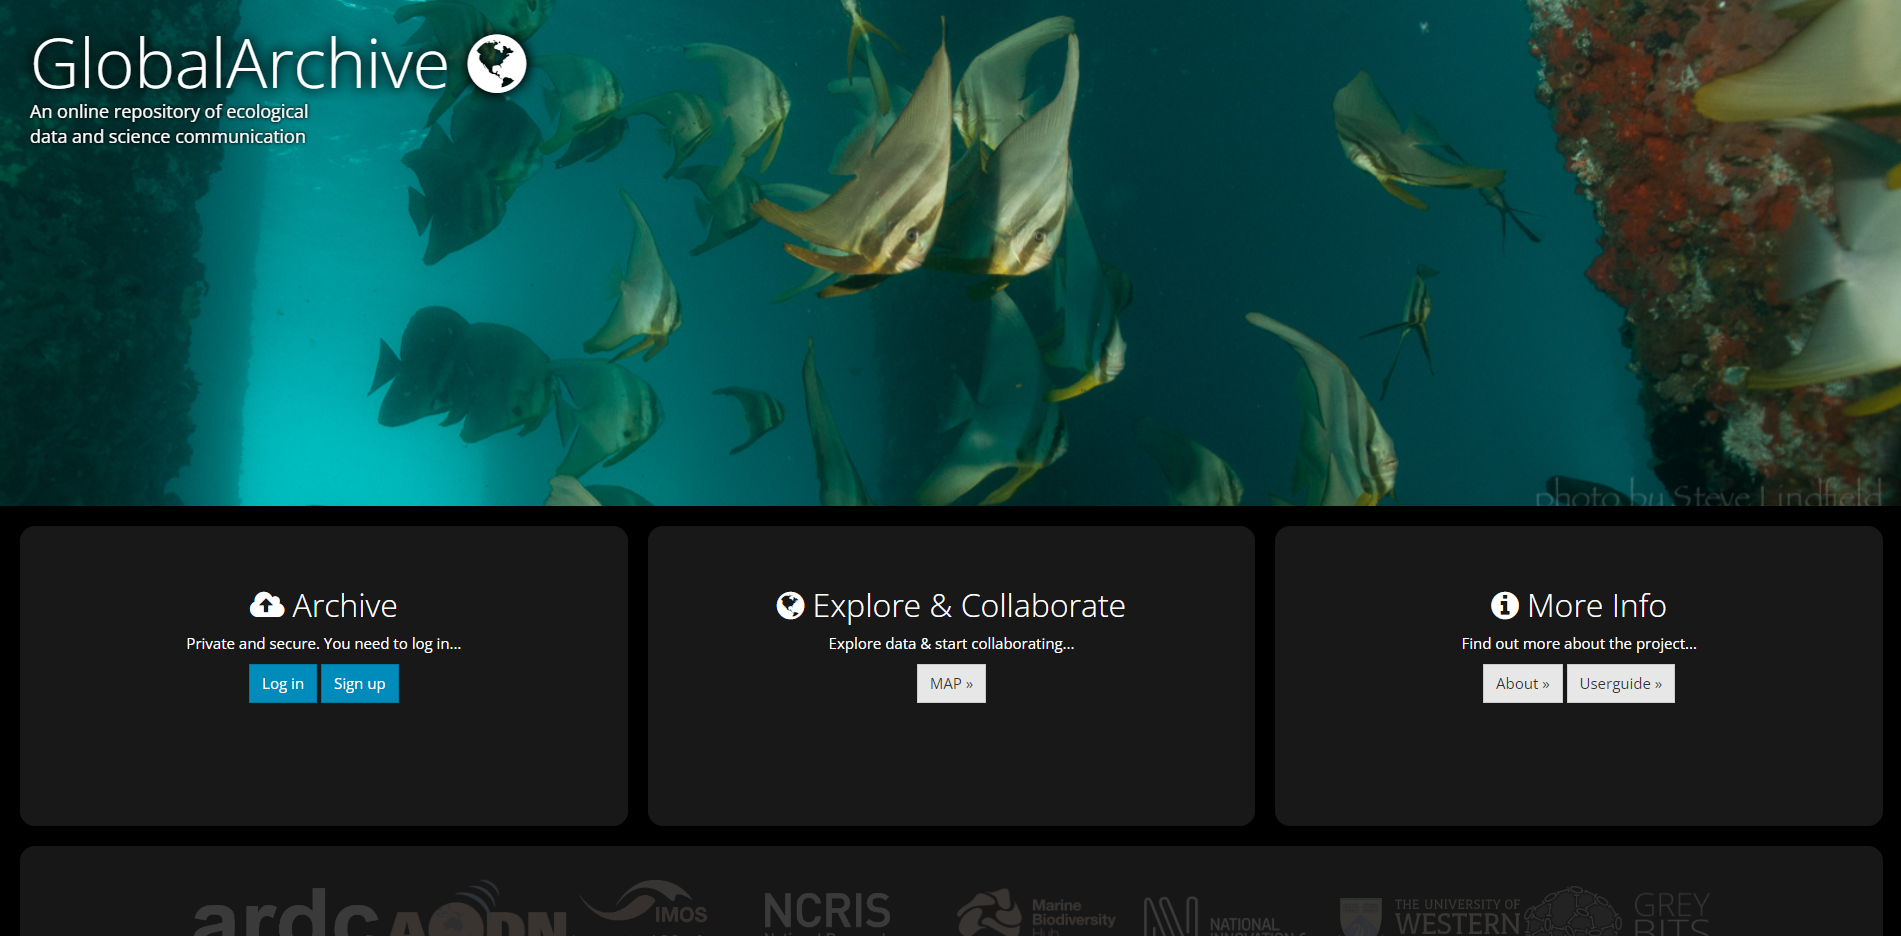 GlobalArchive
An online repository of ecological
data and science communication
photo by Steve Lindfield
Archive
Private and secure. You need to log in...
Log in
Sign up
Explore & Collaborate
Explore data & start collaborating...
MAP »
More Info
Find out more about the project...
About »
Userguide »
ardc
AODN
IMOS
NCRIS
Marine
Biodiversity
Hub
NATIONAL
THE UNIVERSITY OF
WESTERN
GREY
BITS